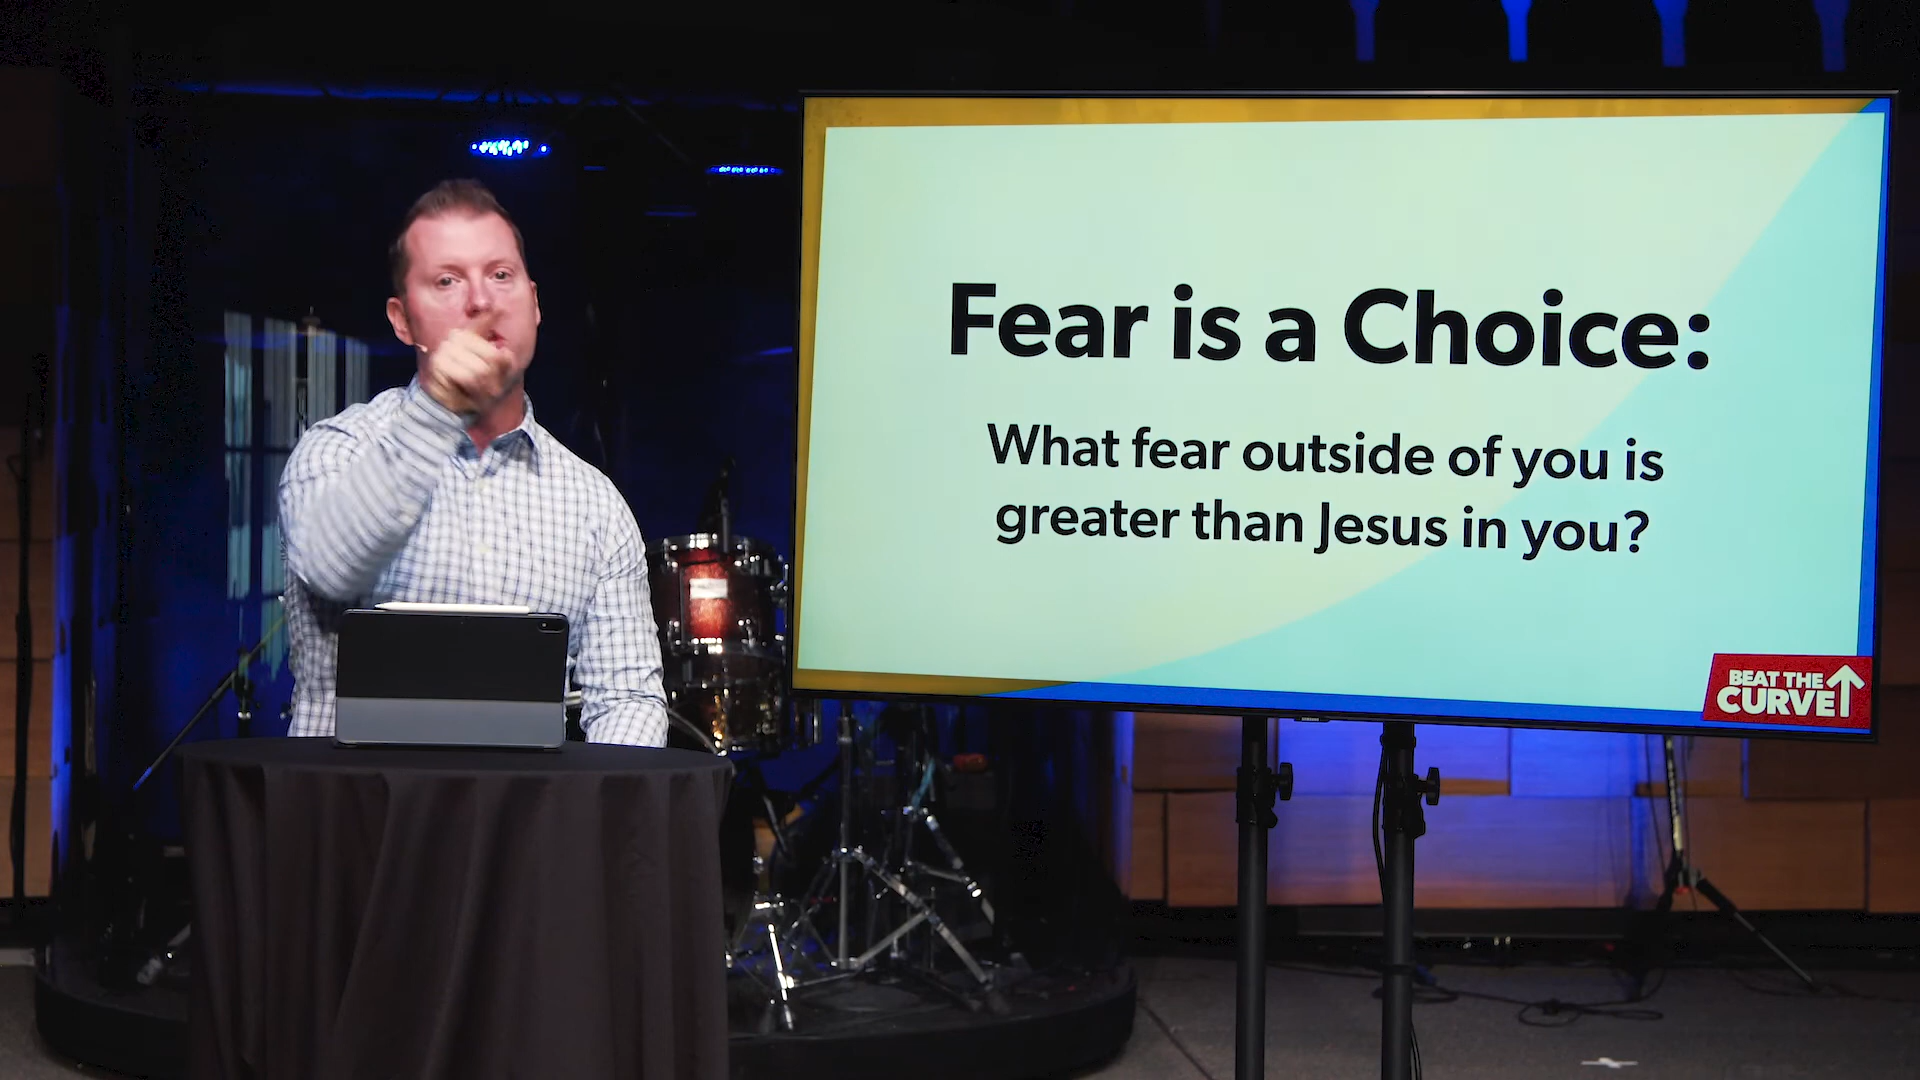 Fear is a Choice:
What fear outside of you is
greater than Jesus in you?
BEAT THE
CURVE